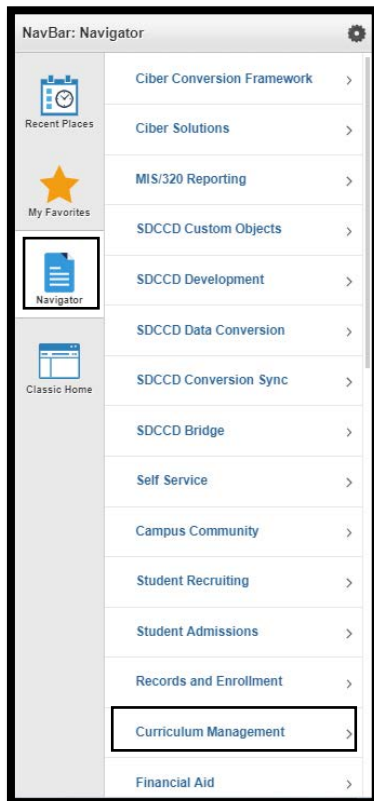 NavBar: Navigator
Recent Places
My Favorites
Navigator
Classic Home
Ciber Conversion Framework
Ciber Solutions
MIS/320 Reporting
SDCCD Custom Objects
SDCCD Development
SDCCD Data Conversion
SDCCD Conversion Sync
SDCCD Bridge
Self Service
Campus Community
Student Recruiting
Student Admissions
Records and Enrollment
Curriculum Management
Financial Aid